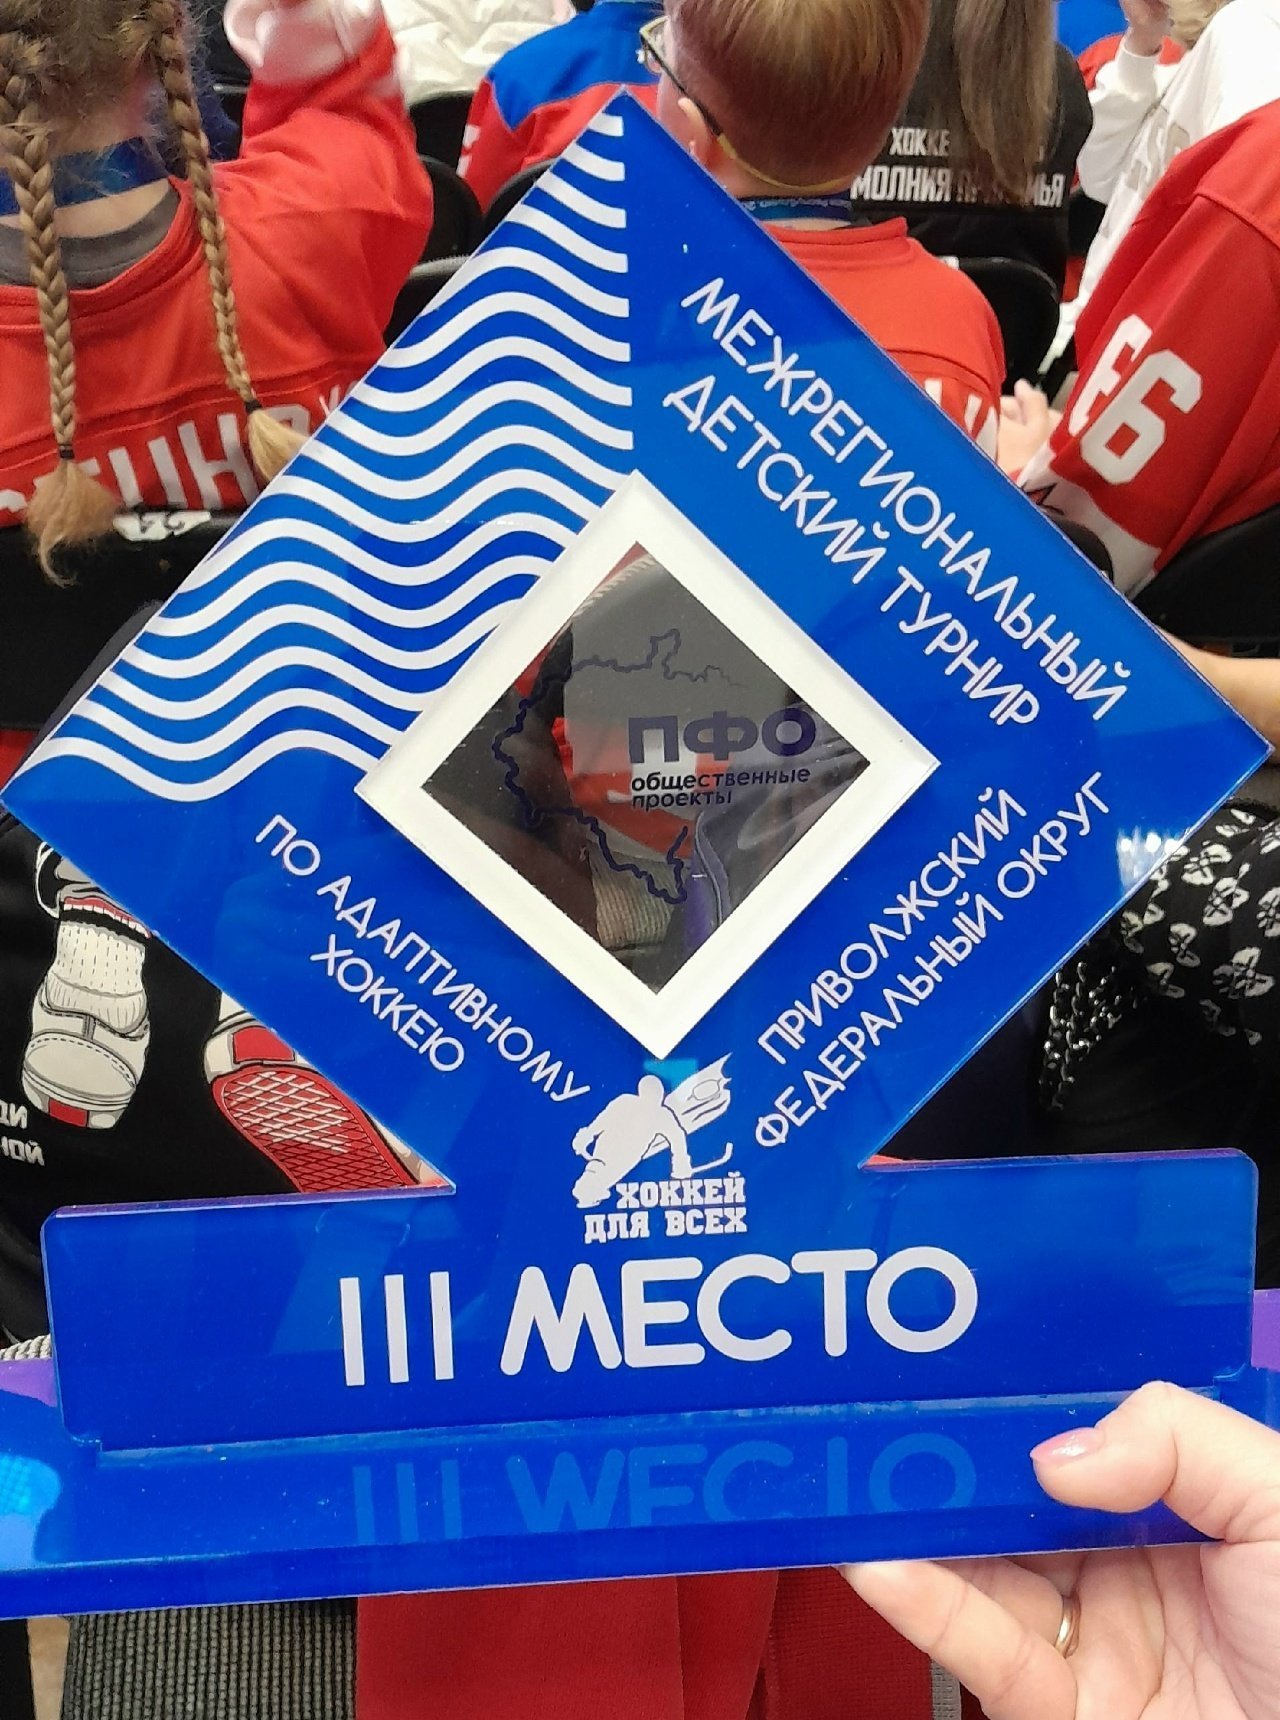 ХОККЕ
МОЛНИЯ
МЕЖРЕГИОНАЛЬНЫЙ
ДЕТСКИЙ ТУРНИР
ПФО
общественные
проекты
ПО АДАПТИВНОМУ
ХОККЕЮ
ПРИВОЛЖСКИЙ
ФЕДЕРАЛЬНЫЙ ОКРУГ
ХОККЕЙ
ДЛЯ ВСЕХ
III МЕСТО